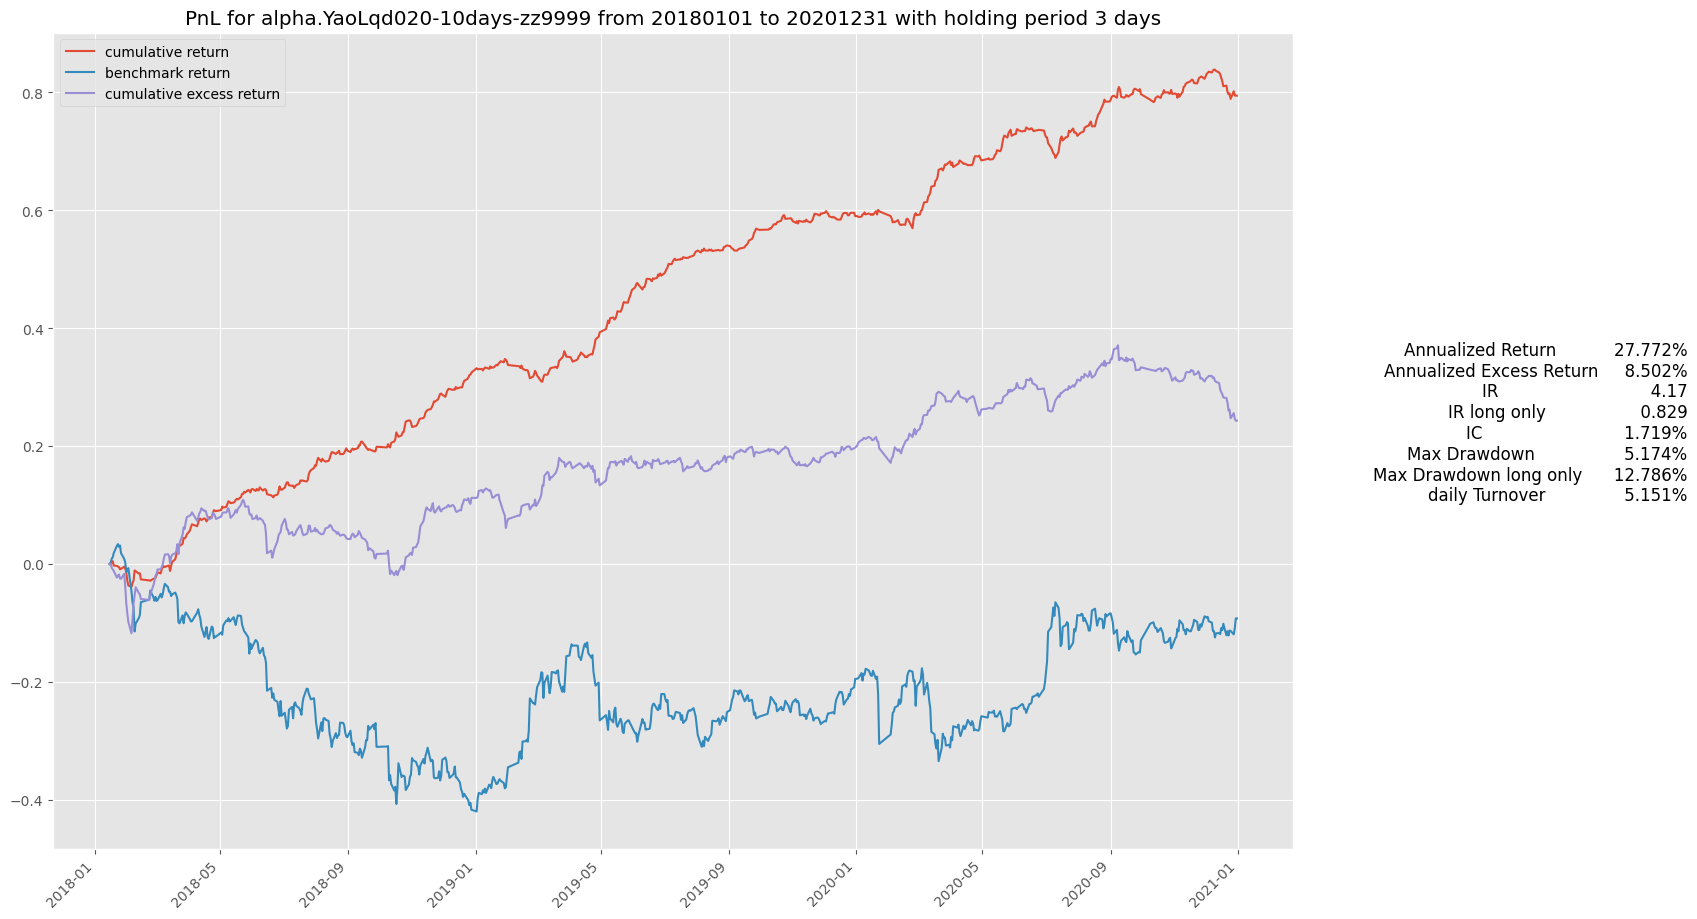 PnL for alpha.YaoLqd020-10days-zz9999 from 20180101 to 20201231 with holding period 3 days
cumulative return
benchmark return
cumulative excess return
0.8
0.6
0.4
0.2
0.0
−0.2
−0.4
2018-01
2018-05
2018-09
2019-01
2019-05
2019-09
2020-01
2020-05
2020-09
2021-01
Annualized Return 27.772%
Annualized Excess Return 8.502%
IR 4.17
IR long only 0.829
IC 1.719%
Max Drawdown 5.174%
Max Drawdown long only 12.786%
daily Turnover 5.151%